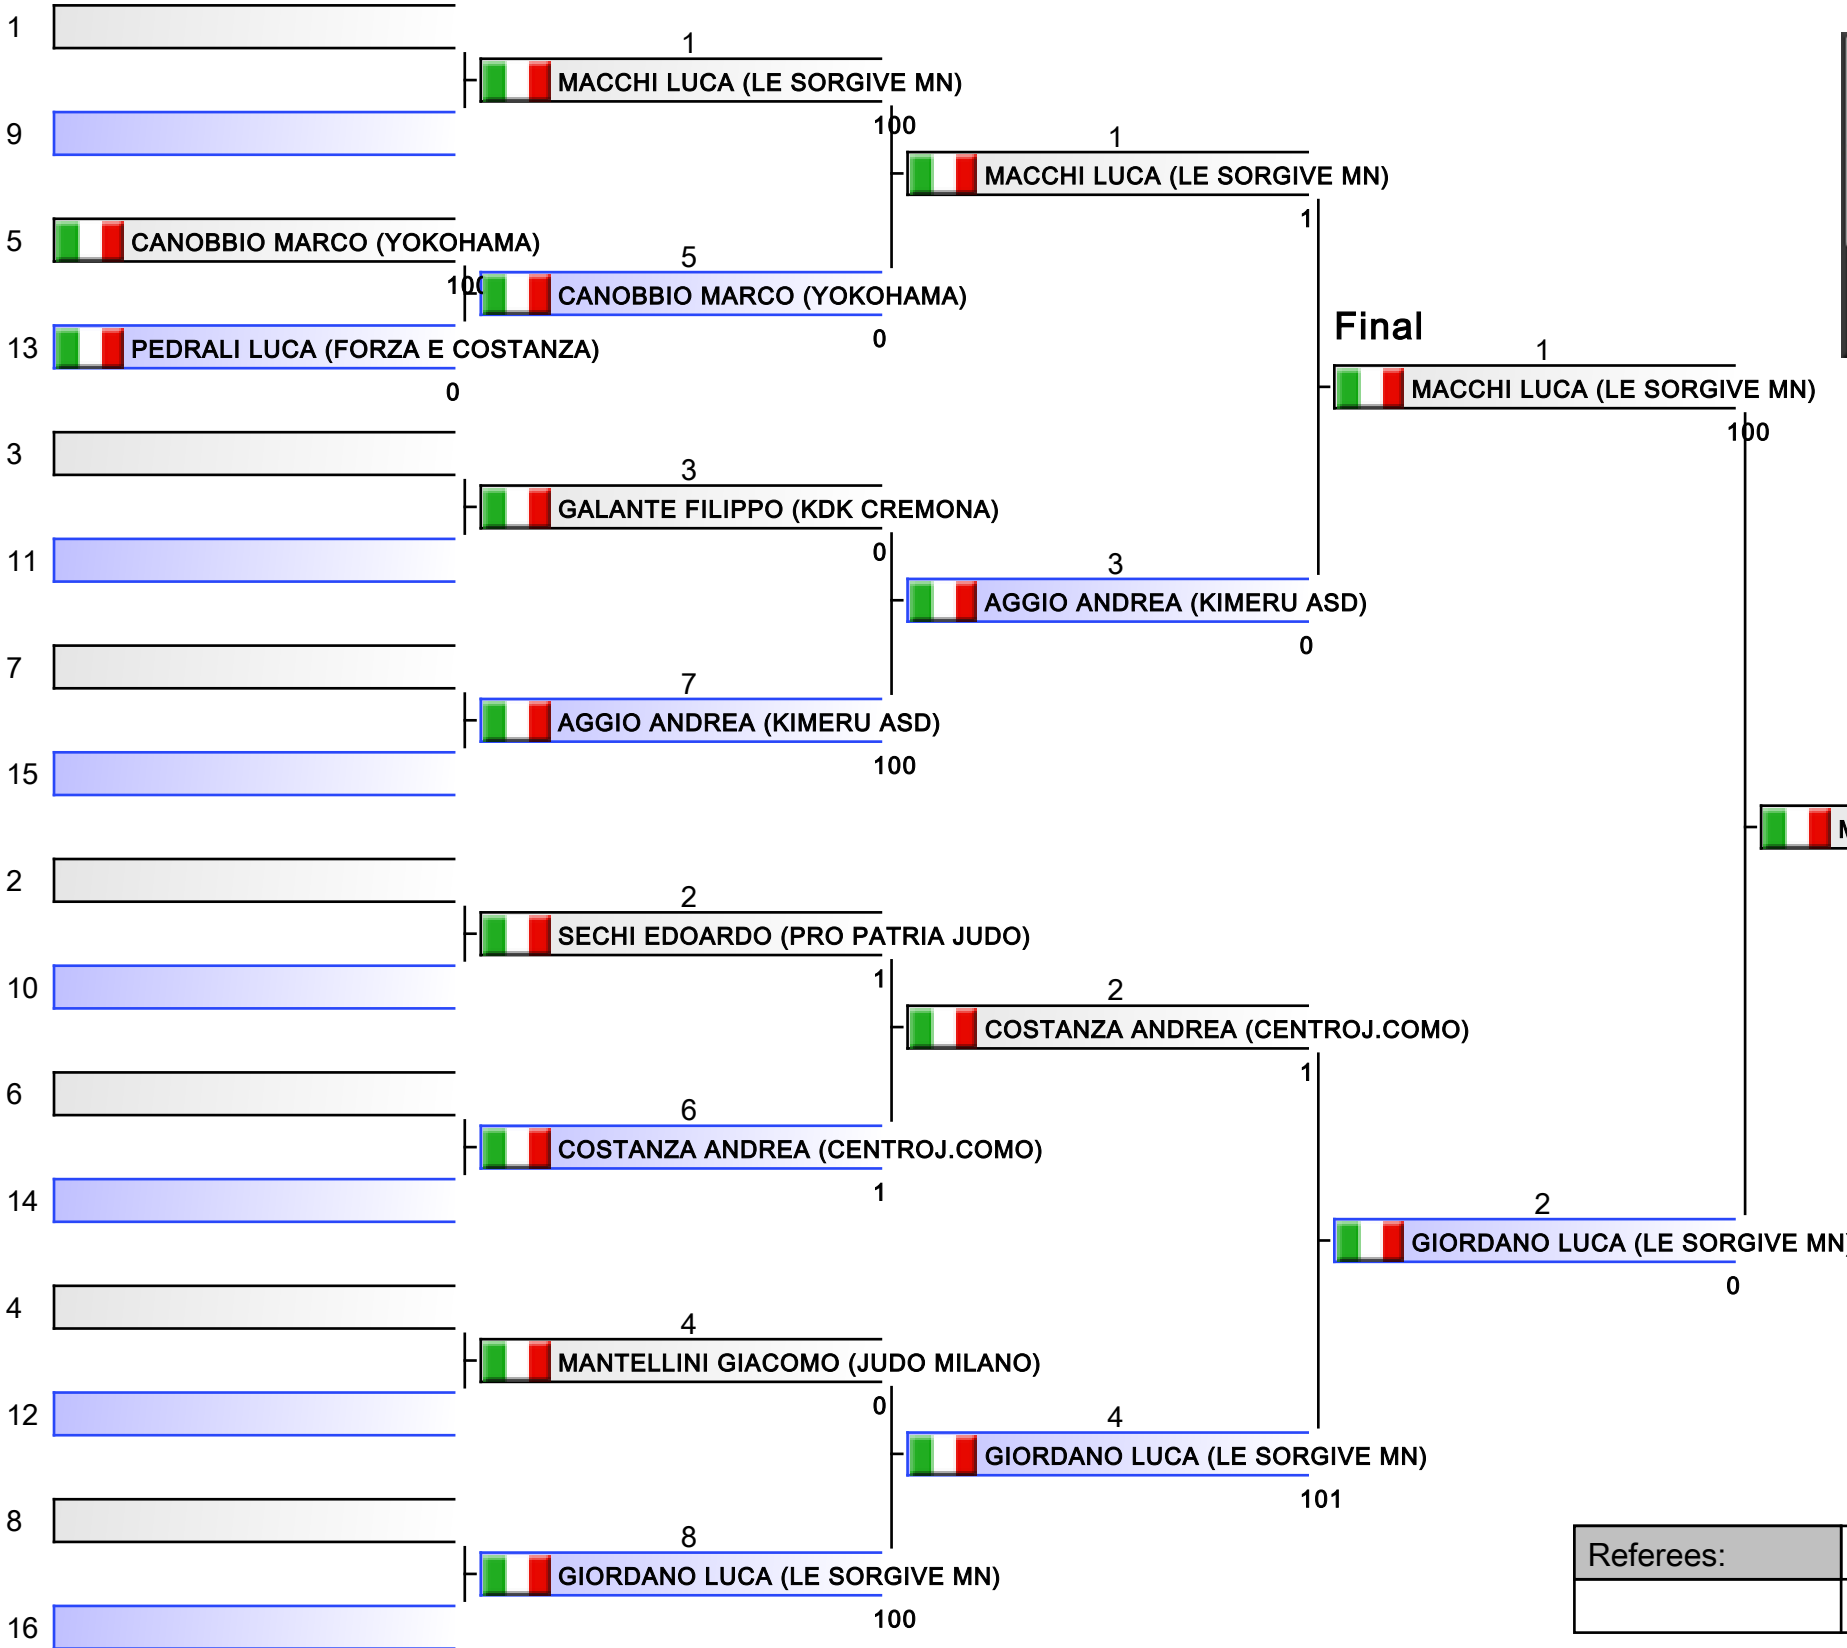 1
1
MACCHI LUCA (LE SORGIVE MN)
9
100
1
MACCHI LUCA (LE SORGIVE MN)
1
5
CANOBBIO MARCO (YOKOHAMA)
100
5
CANOBBIO MARCO (YOKOHAMA)
0
13
PEDRALI LUCA (FORZA E COSTANZA)
0
Final
1
MACCHI LUCA (LE SORGIVE MN)
100
3
3
GALANTE FILIPPO (KDK CREMONA)
0
11
3
AGGIO ANDREA (KIMERU ASD)
0
7
7
AGGIO ANDREA (KIMERU ASD)
100
15
2
2
SECHI EDOARDO (PRO PATRIA JUDO)
1
10
2
COSTANZA ANDREA (CENTROJ.COMO)
1
6
6
COSTANZA ANDREA (CENTROJ.COMO)
1
14
2
GIORDANO LUCA (LE SORGIVE MN)
0
4
4
MANTELLINI GIACOMO (JUDO MILANO)
0
12
4
GIORDANO LUCA (LE SORGIVE MN)
101
8
8
GIORDANO LUCA (LE SORGIVE MN)
100
16
Referees: